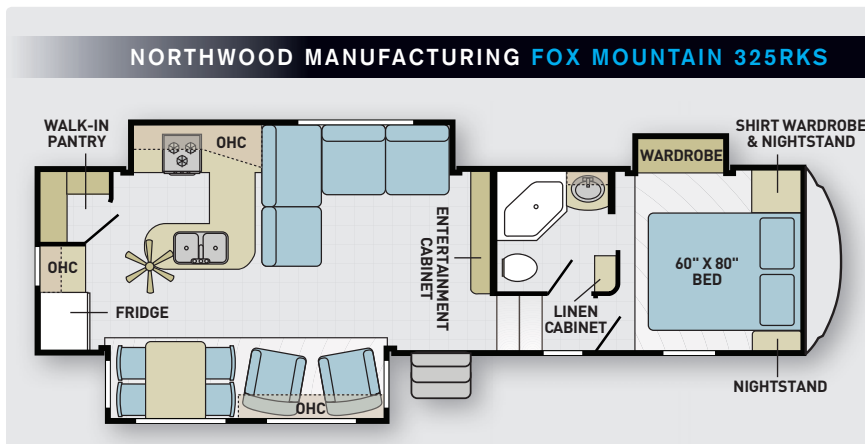 NORTHWOOD MANUFACTURING FOX MOUNTAIN 325RKS
WALK-IN
PANTRY
OHC
SHIRT WARDROBE
& NIGHTSTAND
WARDROBE
ENTERTAINMENT
CABINET
OHC
60" X 80"
BED
FRIDGE
LINEN
CABINET
NIGHTSTAND
OHC